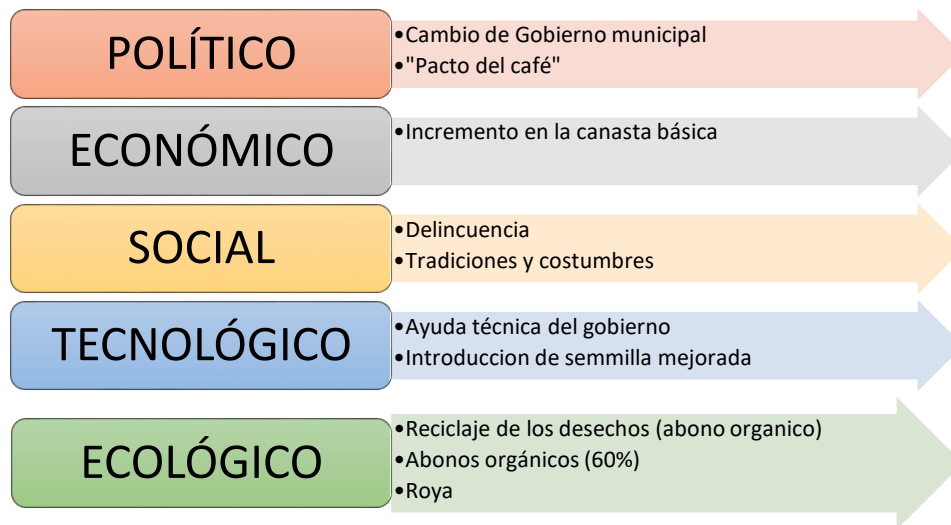 POLÍTICO
•Cambio de Gobierno municipal
•"Pacto del café"
ECONÓMICO
•Incremento en la canasta básica
SOCIAL
•Delincuencia
•Tradiciones y costumbres
TECNOLÓGICO
•Ayuda técnica del gobierno
•Introduccion de semmilla mejorada
ECOLÓGICO
•Reciclaje de los desechos (abono organico)
•Abonos orgánicos (60%)
•Roya